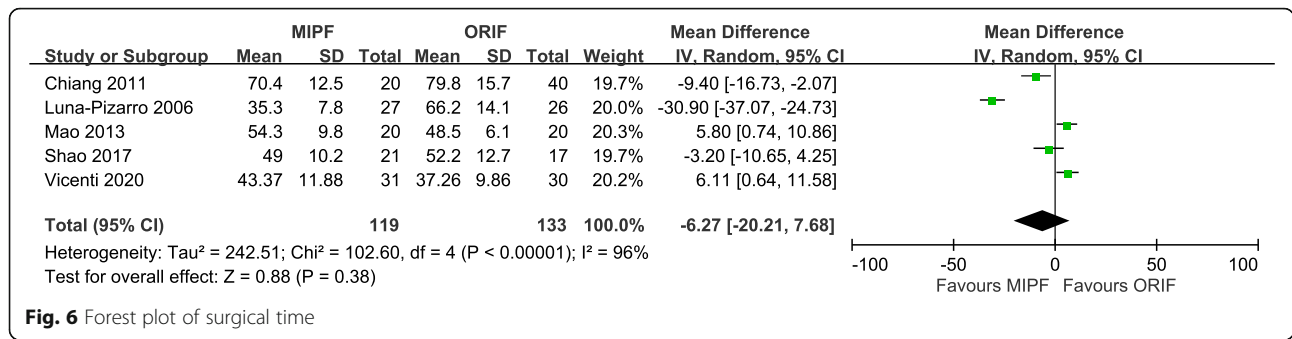 MIPF ORIF Mean Difference Mean Difference
Study or Subgroup Mean SD Total Mean SD Total Weight IV, Random, 95% CI IV, Random, 95% CI
Chiang 2011 70.4 12.5 20 79.8 15.7 40 19.7% -9.40 [-16.73, -2.07]
Luna-Pizarro 2006 35.3 7.8 27 66.2 14.1 26 20.0% -30.90 [-37.07, -24.73]
Mao 2013 54.3 9.8 20 48.5 6.1 20 20.3% 5.80 [0.74, 10.86]
Shao 2017 49 10.2 21 52.2 12.7 17 19.7% -3.20 [-10.65, 4.25]
Vicenti 2020 43.37 11.88 31 37.26 9.86 30 20.2% 6.11 [0.64, 11.58]
Total (95% CI) 119 133 100.0% -6.27 [-20.21, 7.68]
Heterogeneity: Tau² = 242.51; Chi² = 102.60, df = 4 (P < 0.00001); I² = 96%
Test for overall effect: Z = 0.88 (P = 0.38)
-100 -50 0 50 100
Favours MIPF Favours ORIF
Fig. 6 Forest plot of surgical time